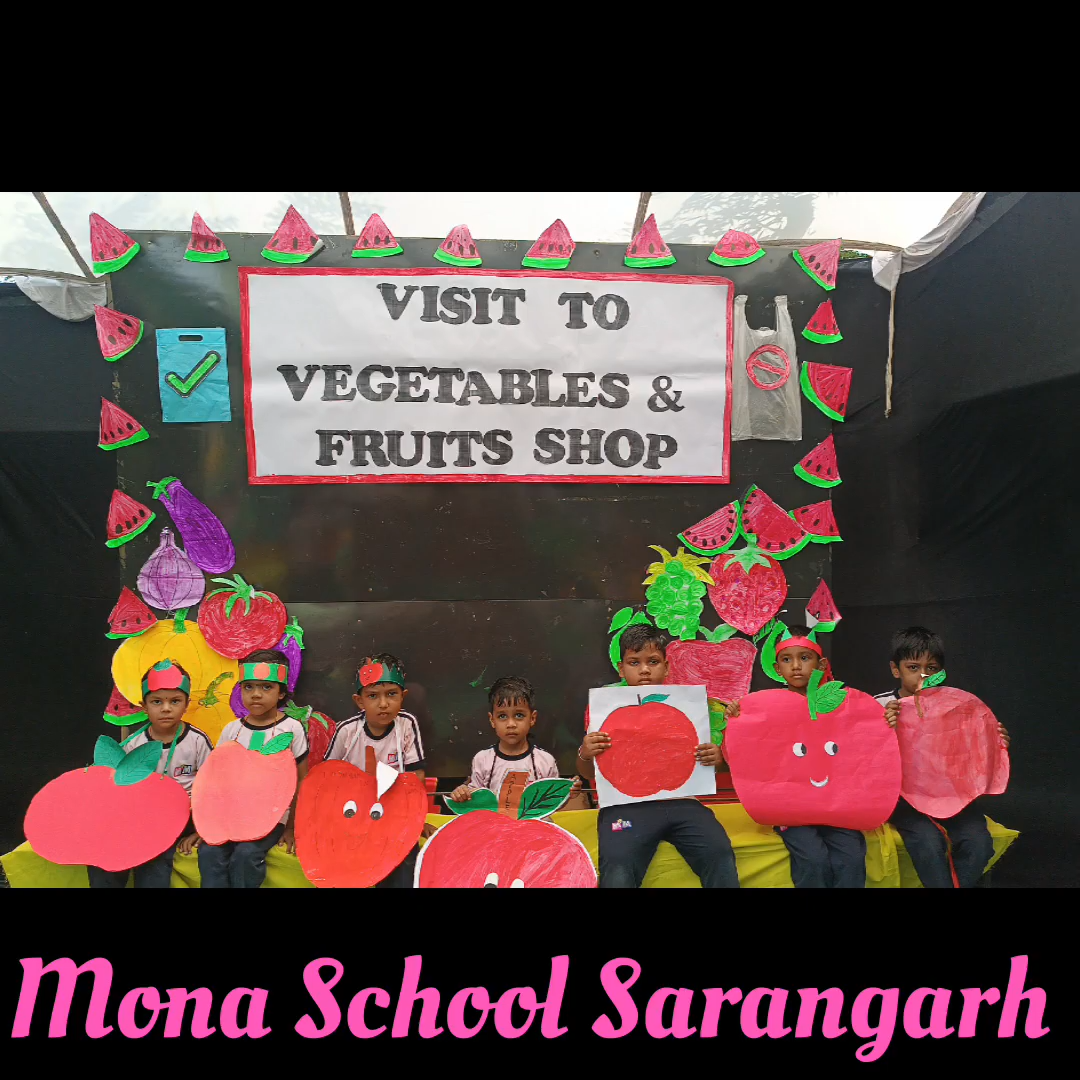 VISIT TO
VEGETABLES &
FRUITS SHOP
Mona School Sarangarh